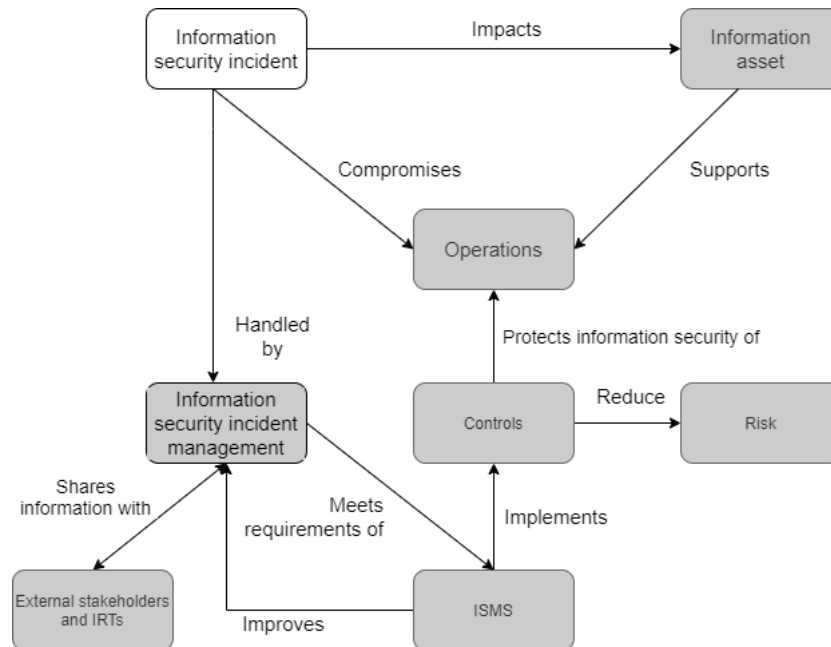 Information
security incident
Impacts
Information
asset
Compromises
Supports
Operations
Handled
by
Protects information security of
Information
security incident
management
Controls
Reduce
Risk
Shares
information with
Meets
requirements of
Implements
External stakeholders
and IRTs
Improves
ISMS